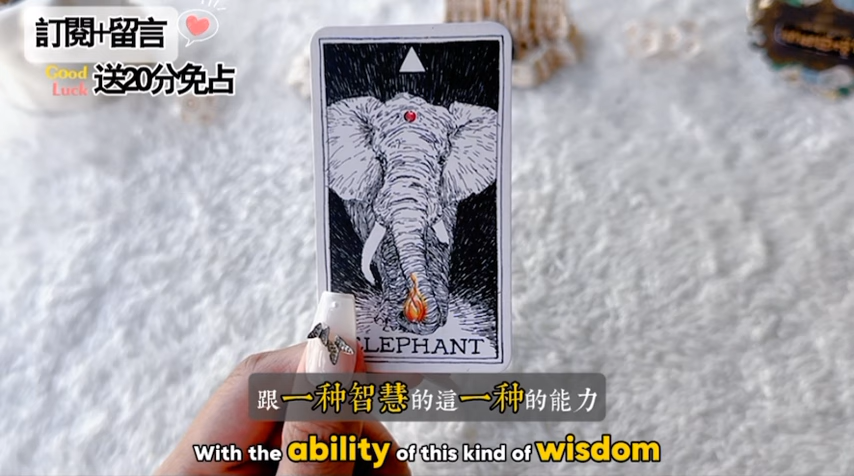 訂閱+留言
Good
Luck
送20分免占
ELEPHANT
跟一种智慧的這一种的能力
With the ability of this kind of wisdom